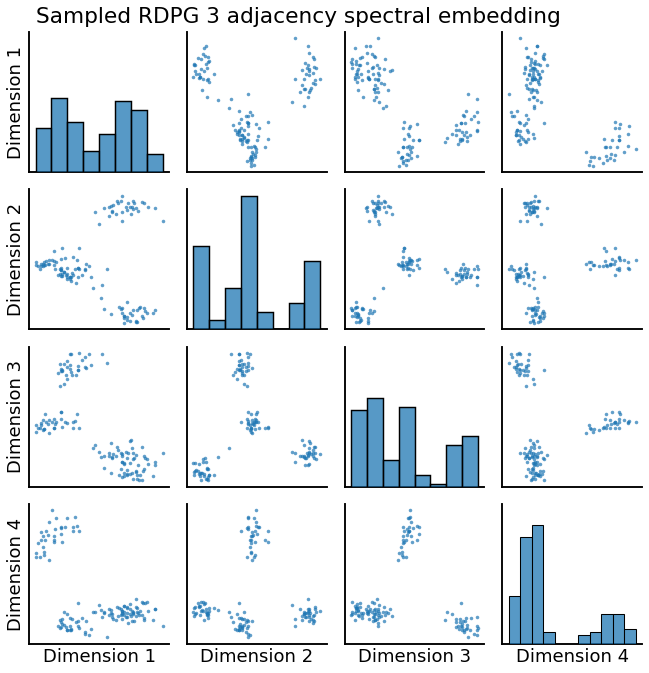 Sampled RDPG 3 adjacency spectral embedding
Dimension 1
Dimension 2
Dimension 3
Dimension 4
Dimension 1 Dimension 2 Dimension 3 Dimension 4